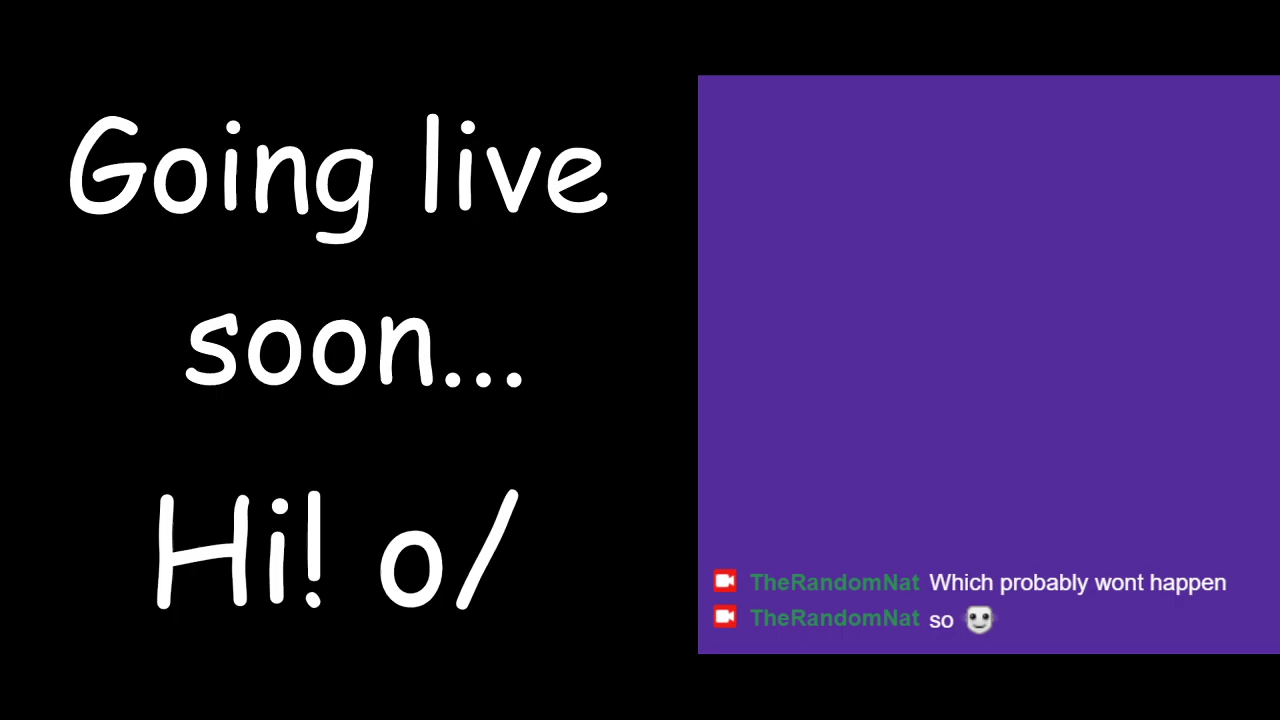 Going live
soon...
Hi! o/
TheRandomNat Which probably wont happen
TheRandomNat so